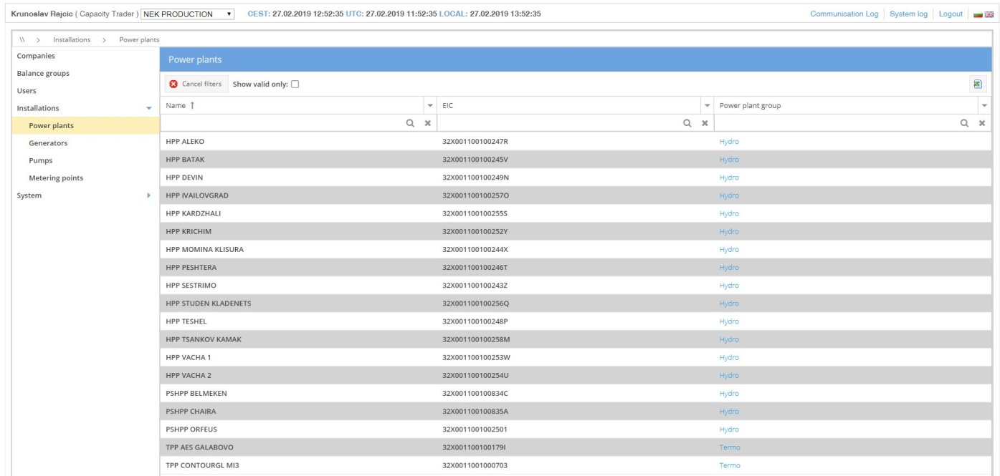 Krunoslav Rajcic ( Capacity Trader ) NEK PRODUCTION CEST: 27.02.2019 12:52:35 UTC: 27.02.2019 11:52:35 LOCAL: 27.02.2019 13:52:35 Communication Log System log Logout
\\ > Installations > Power plants
Companies
Balance groups
Users
Installations
Power plants
Generators
Pumps
Metering points
System
Power plants
Cancel filters Show valid only:
Name ↑ EIC Power plant group
HPP ALEKO 32X001100100247R Hydro
HPP BATAK 32X001100100245V Hydro
HPP DEVIN 32X001100100249N Hydro
HPP IVAILOVGRAD 32X001100100257O Hydro
HPP KARDZHALI 32X001100100255S Hydro
HPP KRICHIM 32X001100100252Y Hydro
HPP MOMINA KLISURA 32X001100100244X Hydro
HPP PESHTERA 32X001100100246T Hydro
HPP SESTRIMO 32X001100100243Z Hydro
HPP STUDEN KLADENETS 32X001100100256Q Hydro
HPP TESHEL 32X001100100248P Hydro
HPP TSANKOV KAMAK 32X001100100258M Hydro
HPP VACHA 1 32X001100100253W Hydro
HPP VACHA 2 32X001100100254U Hydro
PSHPP BELMEKEN 32X001100100834C Hydro
PSHPP CHAIRA 32X001100100835A Hydro
PSHPP ORFEUS 32X0011001002501 Hydro
TPP AES GALABOVO 32X001100100179I Termo
TPP CONTOURGL MI3 32X0011001000703 Termo